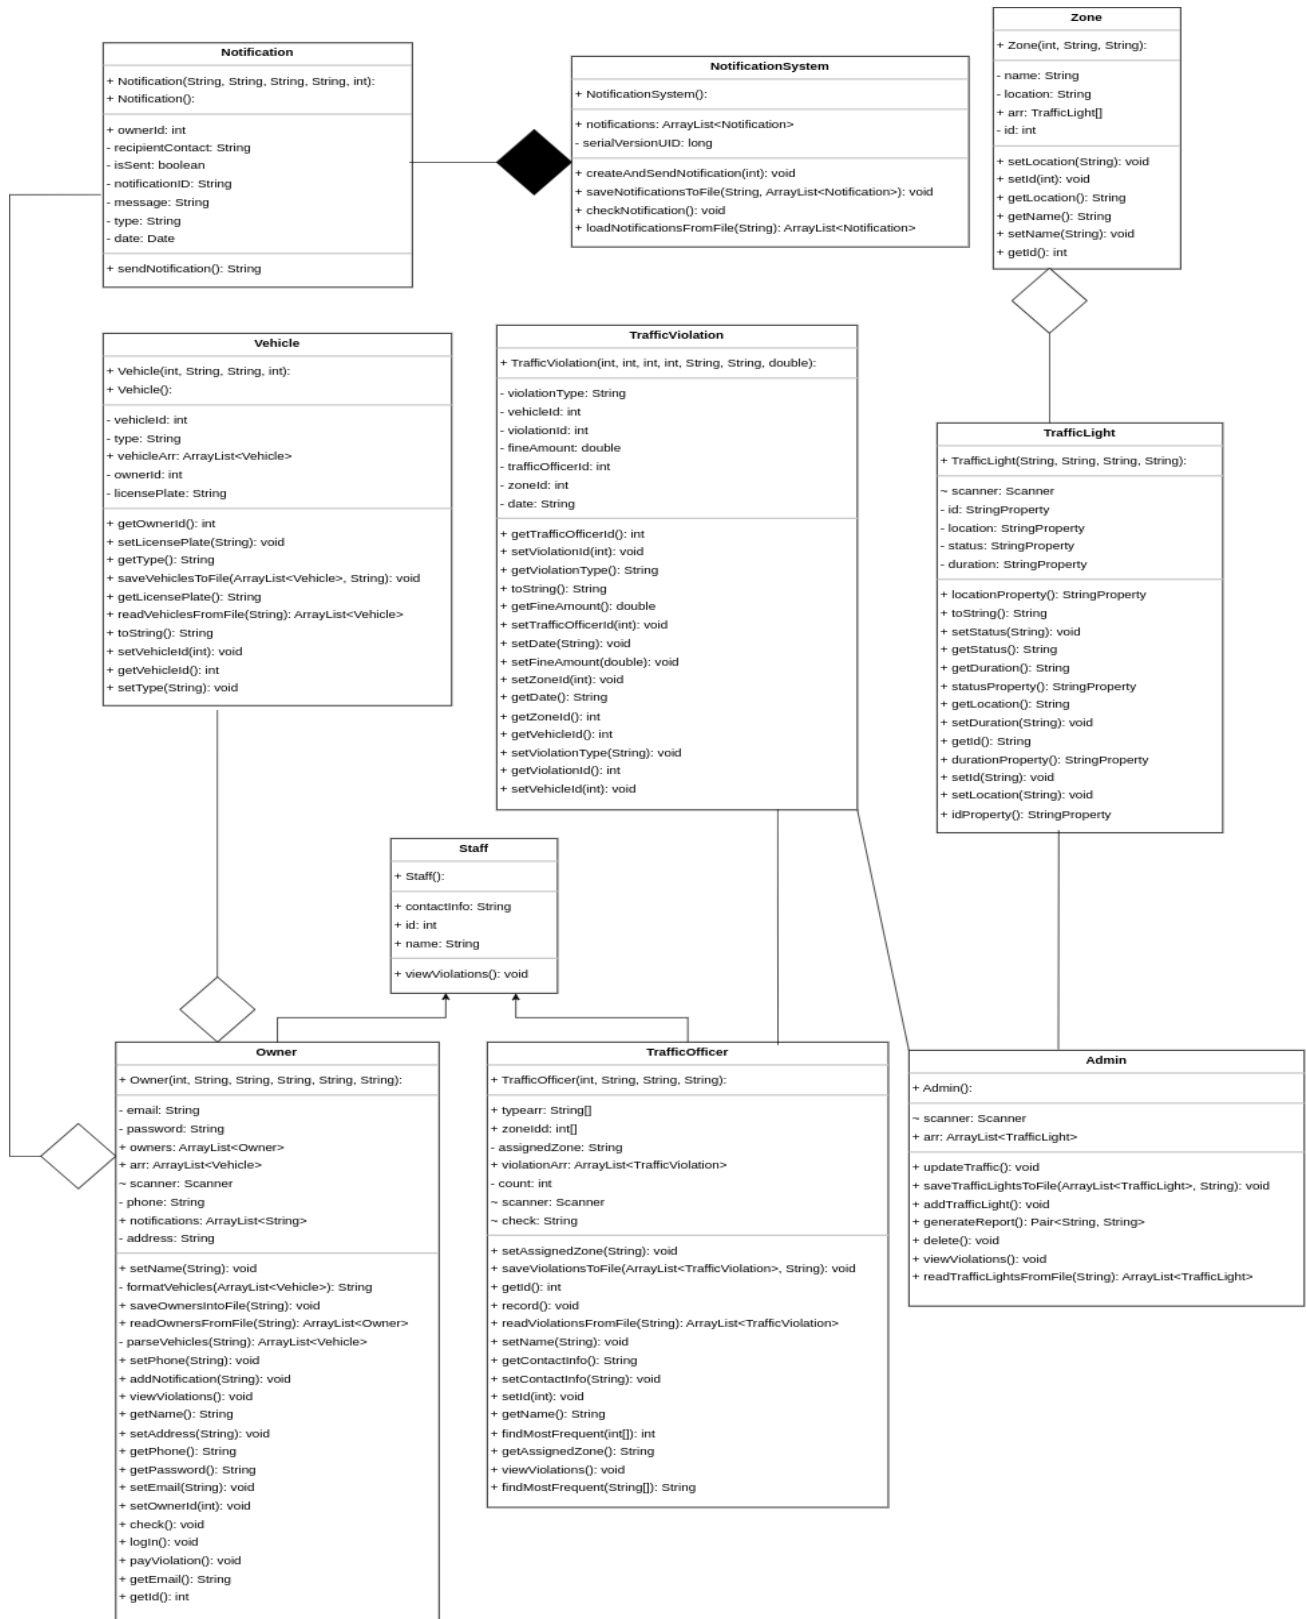 Notification
+ Notification(String, String, String, String, int):
+ Notification():
+ ownerId: int
- recipientContact: String
- isSent: boolean
- notificationID: String
- message: String
- type: String
- date: Date
+ sendNotification(): String
NotificationSystem
+ NotificationSystem():
+ notifications: ArrayList<Notification>
- serialVersionUID: long
+ createAndSendNotification(int): void
+ saveNotificationsToFile(String, ArrayList<Notification>): void
+ checkNotification(): void
+ loadNotificationsFromFile(String): ArrayList<Notification>
Zone
+ Zone(int, String, String):
- name: String
- location: String
+ arr: TrafficLight[]
- id: int
+ setLocation(String): void
+ setId(int): void
+ getLocation(): String
+ getName(): String
+ setName(String): void
+ getId(): int
Vehicle
+ Vehicle(int, String, String, int):
+ Vehicle():
- vehicleId: int
- type: String
+ vehicleArr: ArrayList<Vehicle>
- ownerId: int
- licensePlate: String
+ getOwnerId(): int
+ setLicensePlate(String): void
+ getType(): String
+ saveVehiclesToFile(ArrayList<Vehicle>, String): void
+ getLicensePlate(): String
+ readVehiclesFromFile(String): ArrayList<Vehicle>
+ toString(): String
+ setVehicleId(int): void
+ getVehicleId(): int
+ setType(String): void
TrafficViolation
+ TrafficViolation(int, int, int, int, String, String, double):
- violationType: String
- vehicleId: int
- violationId: int
- fineAmount: double
- trafficOfficerId: int
- zoneId: int
- date: String
+ getTrafficOfficerId(): int
+ setViolationId(int): void
+ getViolationType(): String
+ toString(): String
+ getFineAmount(): double
+ setTrafficOfficerId(int): void
+ setDate(String): void
+ setFineAmount(double): void
+ setZoneId(int): void
+ getDate(): String
+ getZoneId(): int
+ getVehicleId(): int
+ setViolationType(String): void
+ getViolationId(): int
+ setVehicleId(int): void
TrafficLight
+ TrafficLight(String, String, String, String):
~ scanner: Scanner
- id: StringProperty
- location: StringProperty
- status: StringProperty
- duration: StringProperty
+ locationProperty(): StringProperty
+ toString(): String
+ setStatus(String): void
+ getStatus(): String
+ getDuration(): String
+ statusProperty(): StringProperty
+ getLocation(): String
+ setDuration(String): void
+ getId(): String
+ durationProperty(): StringProperty
+ setId(String): void
+ setLocation(String): void
+ idProperty(): StringProperty
Staff
+ Staff():
+ contactInfo: String
+ id: int
+ name: String
+ viewViolations(): void
Owner
+ Owner(int, String, String, String, String, String):
- email: String
- password: String
+ owners: ArrayList<Owner>
+ arr: ArrayList<Vehicle>
~ scanner: Scanner
- phone: String
+ notifications: ArrayList<String>
- address: String
+ setName(String): void
- formatVehicles(ArrayList<Vehicle>): String
+ saveOwnersIntoFile(String): void
+ readOwnersFromFile(String): ArrayList<Owner>
- parseVehicles(String): ArrayList<Vehicle>
+ setPhone(String): void
+ addNotification(String): void
+ viewViolations(): void
+ getName(): String
+ setAddress(String): void
+ getPhone(): String
+ getPassword(): String
+ setEmail(String): void
+ setOwnerId(int): void
+ check(): void
+ logIn(): void
+ payViolation(): void
+ getEmail(): String
+ getId(): int
TrafficOfficer
+ TrafficOfficer(int, String, String, String):
+ typearr: String[]
+ zoneIdd: int[]
- assignedZone: String
+ violationArr: ArrayList<TrafficViolation>
- count: int
~ scanner: Scanner
~ check: String
+ setAssignedZone(String): void
+ saveViolationsToFile(ArrayList<TrafficViolation>, String): void
+ getId(): int
+ record(): void
+ readViolationsFromFile(String): ArrayList<TrafficViolation>
+ setName(String): void
+ getContactInfo(): String
+ setContactInfo(String): void
+ setId(int): void
+ getName(): String
+ findMostFrequent(int[]): int
+ getAssignedZone(): String
+ viewViolations(): void
+ findMostFrequent(String[]): String
Admin
+ Admin():
~ scanner: Scanner
+ arr: ArrayList<TrafficLight>
+ updateTraffic(): void
+ saveTrafficLightsToFile(ArrayList<TrafficLight>, String): void
+ addTrafficLight(): void
+ generateReport(): Pair<String, String>
+ delete(): void
+ viewViolations(): void
+ readTrafficLightsFromFile(String): ArrayList<TrafficLight>